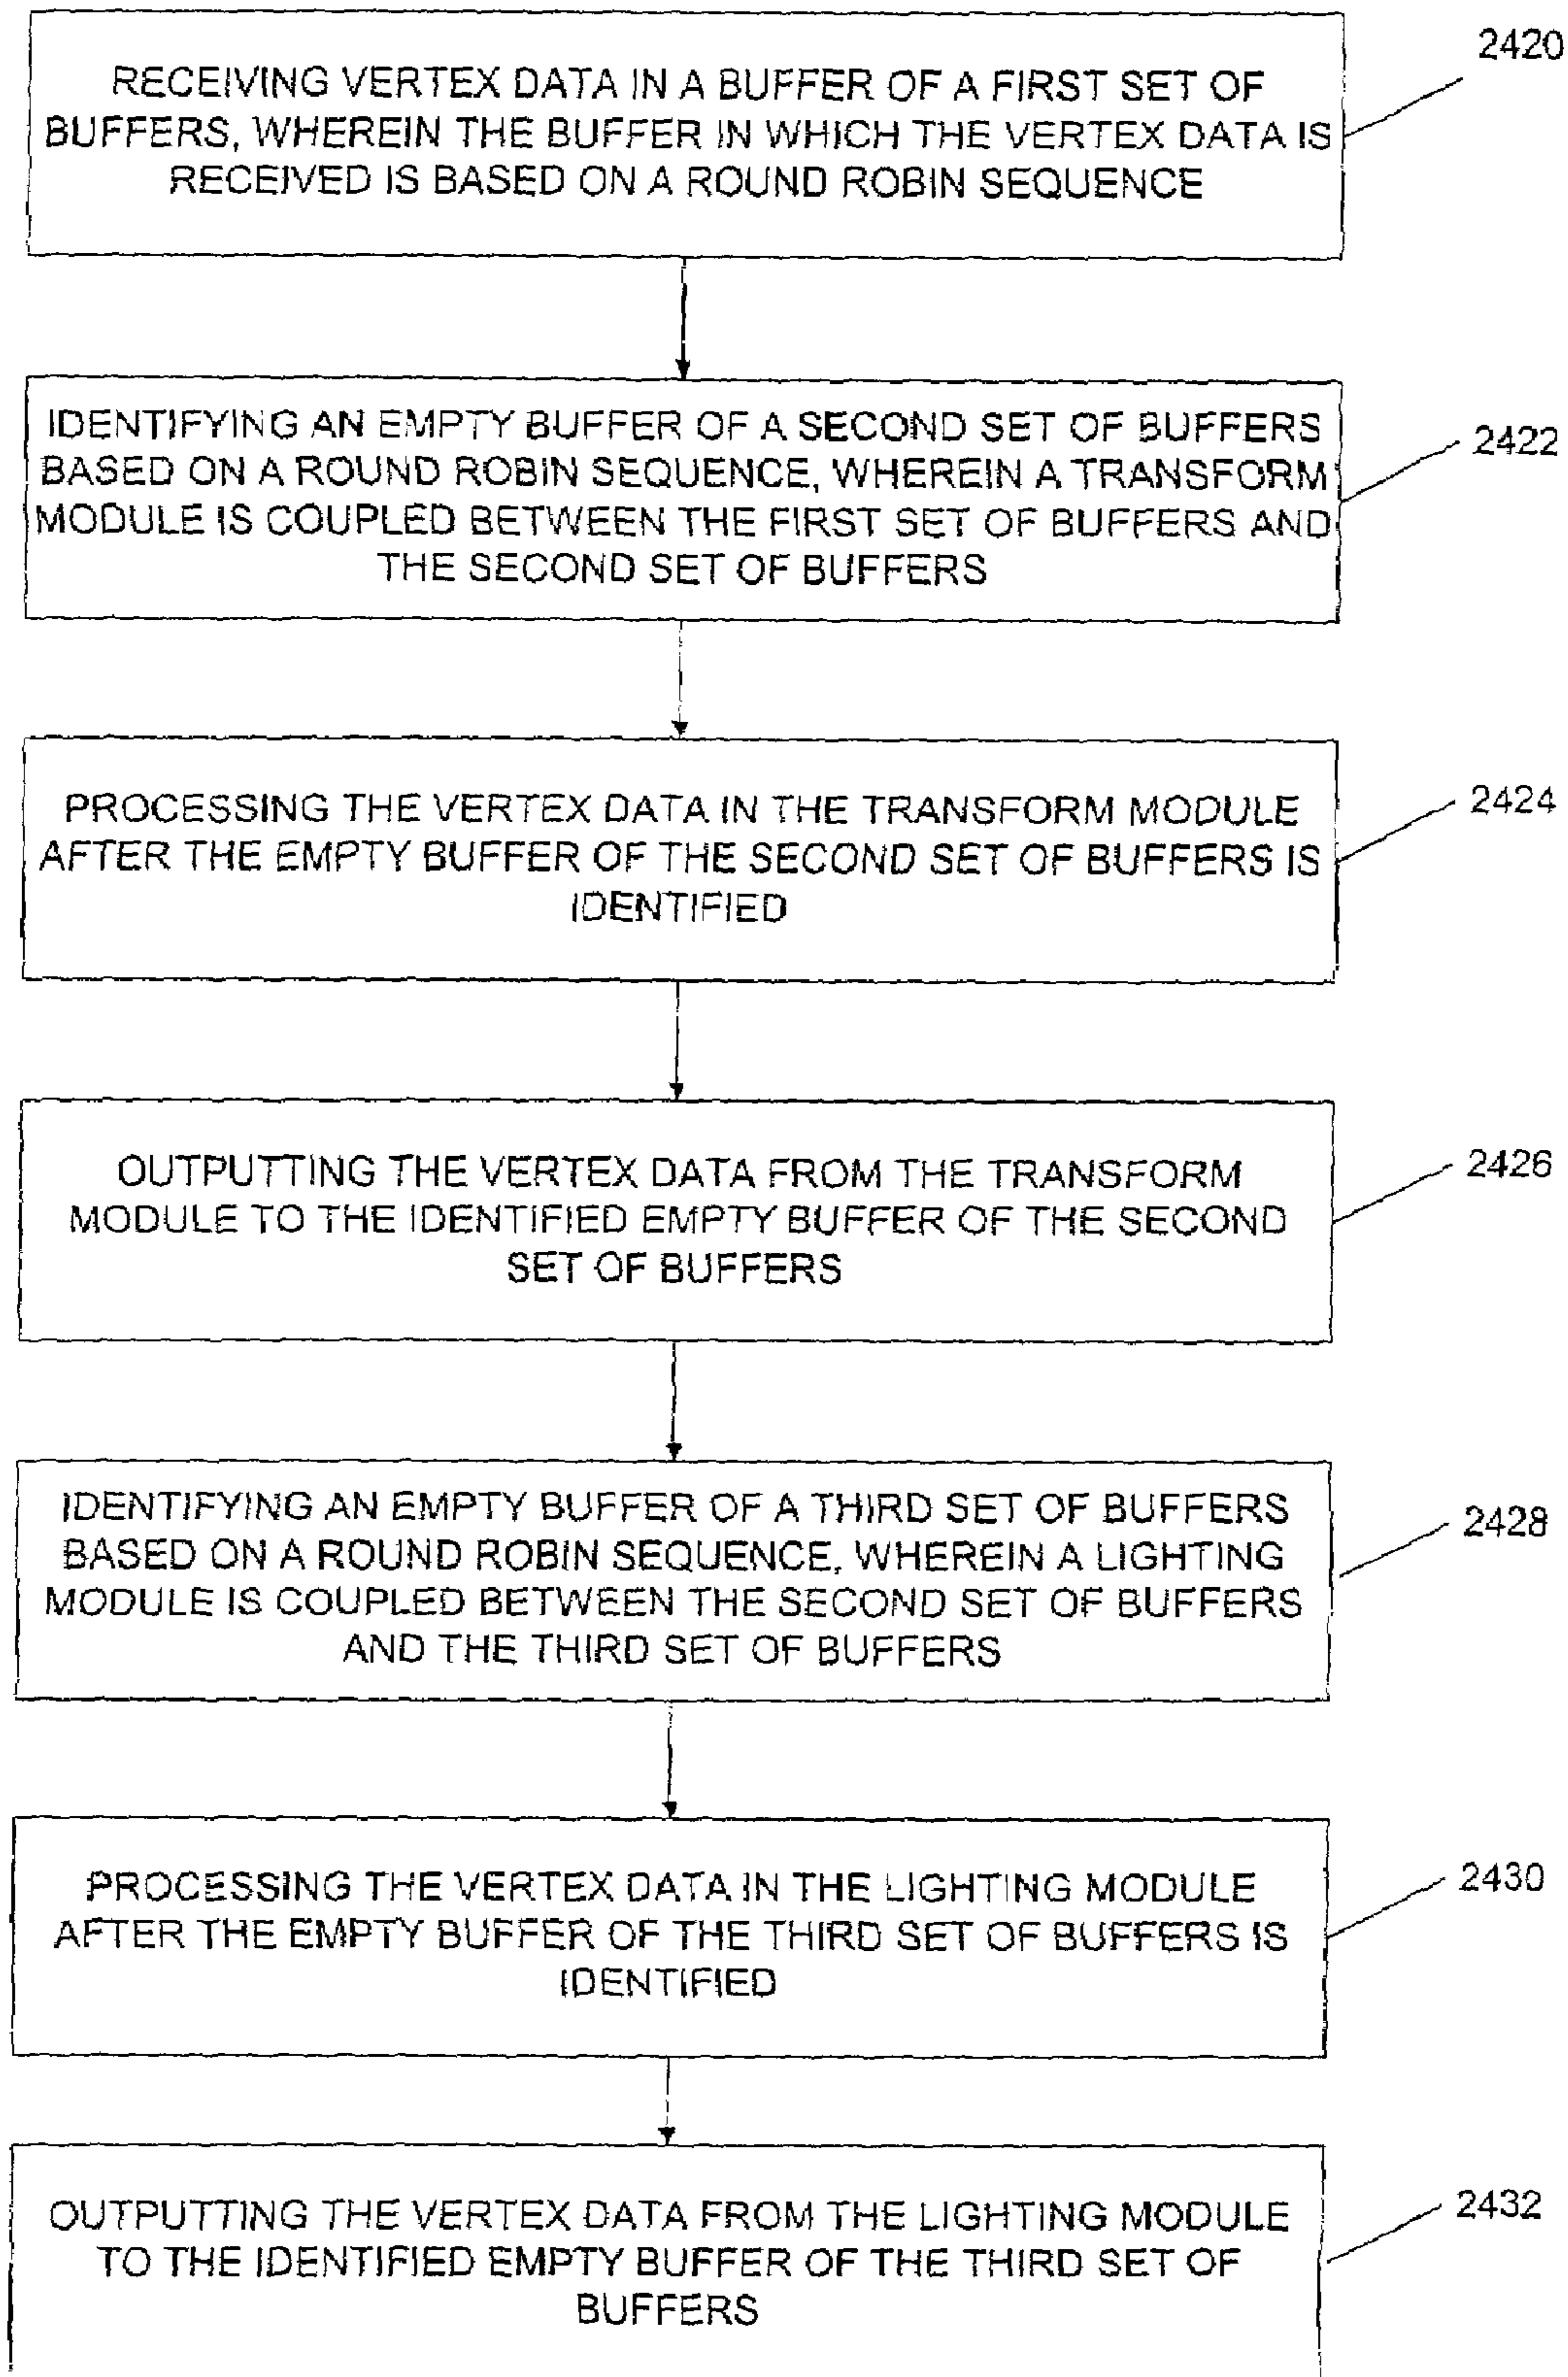 2420
RECEIVING VERTEX DATA IN A BUFFER OF A FIRST SET OF
BUFFERS, WHEREIN THE BUFFER IN WHICH THE VERTEX DATA IS
RECEIVED IS BASED ON A ROUND ROBIN SEQUENCE
2422
IDENTIFYING AN EMPTY BUFFER OF A SECOND SET OF BUFFERS
BASED ON A ROUND ROBIN SEQUENCE, WHEREIN A TRANSFORM
MODULE IS COUPLED BETWEEN THE FIRST SET OF BUFFERS AND
THE SECOND SET OF BUFFERS
2424
PROCESSING THE VERTEX DATA IN THE TRANSFORM MODULE
AFTER THE EMPTY BUFFER OF THE SECOND SET OF BUFFERS IS
IDENTIFIED
2426
OUTPUTTING THE VERTEX DATA FROM THE TRANSFORM
MODULE TO THE IDENTIFIED EMPTY BUFFER OF THE SECOND
SET OF BUFFERS
2428
IDENTIFYING AN EMPTY BUFFER OF A THIRD SET OF BUFFERS
BASED ON A ROUND ROBIN SEQUENCE, WHEREIN A LIGHTING
MODULE IS COUPLED BETWEEN THE SECOND SET OF BUFFERS
AND THE THIRD SET OF BUFFERS
2430
PROCESSING THE VERTEX DATA IN THE LIGHTING MODULE
AFTER THE EMPTY BUFFER OF THE THIRD SET OF BUFFERS IS
IDENTIFIED
2432
OUTPUTTING THE VERTEX DATA FROM THE LIGHTING MODULE
TO THE IDENTIFIED EMPTY BUFFER OF THE THIRD SET OF
BUFFERS